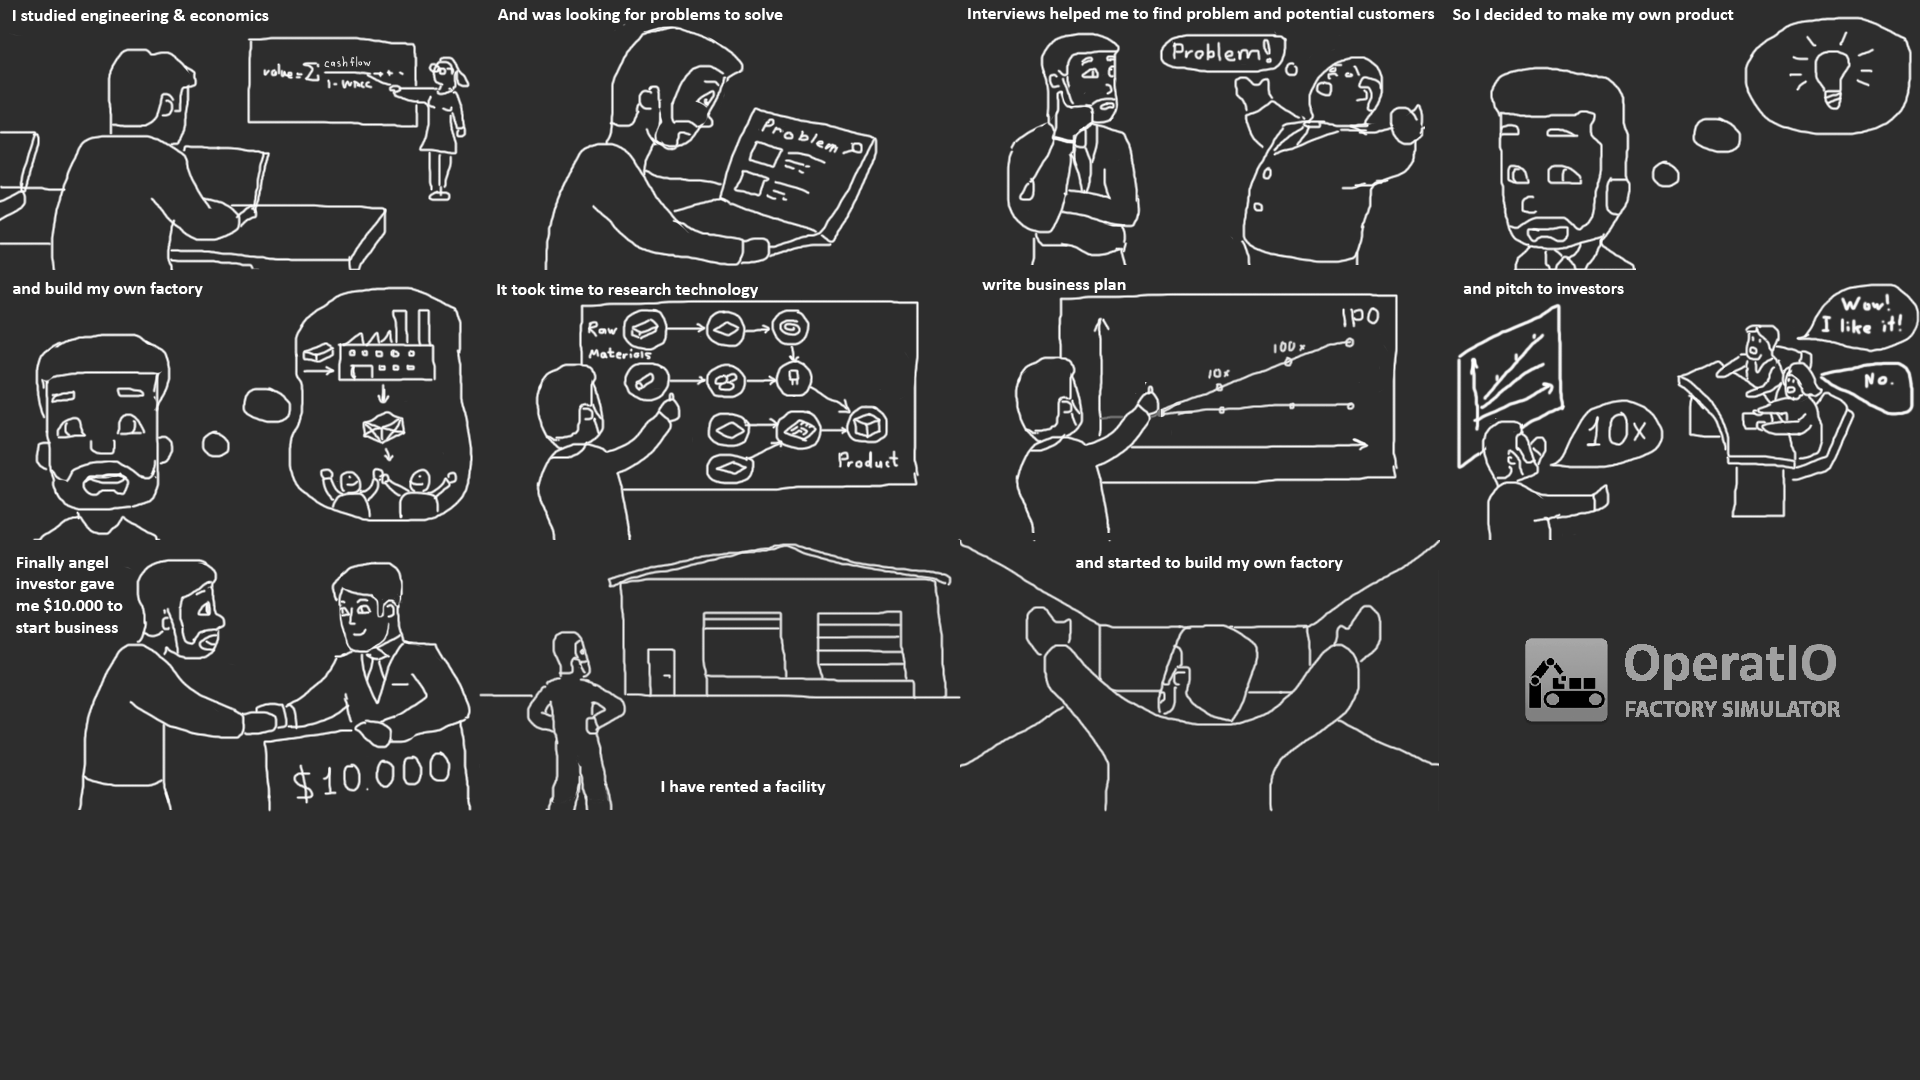 I studied engineering & economics
value=∑ cashflow
1-wacc
And was looking for problems to solve
Problem
Interviews helped me to find problem and potential customers
Problem!
So I decided to make my own product
and build my own factory
It took time to research technology
Raw
Materials
Product
write business plan
IPO
100x
10x
and pitch to investors
Wow!
I like it!
No.
10x
Finally angel
investor gave
me $10.000 to
start business
$10.000
I have rented a facility
and started to build my own factory
OperatIO
FACTORY SIMULATOR